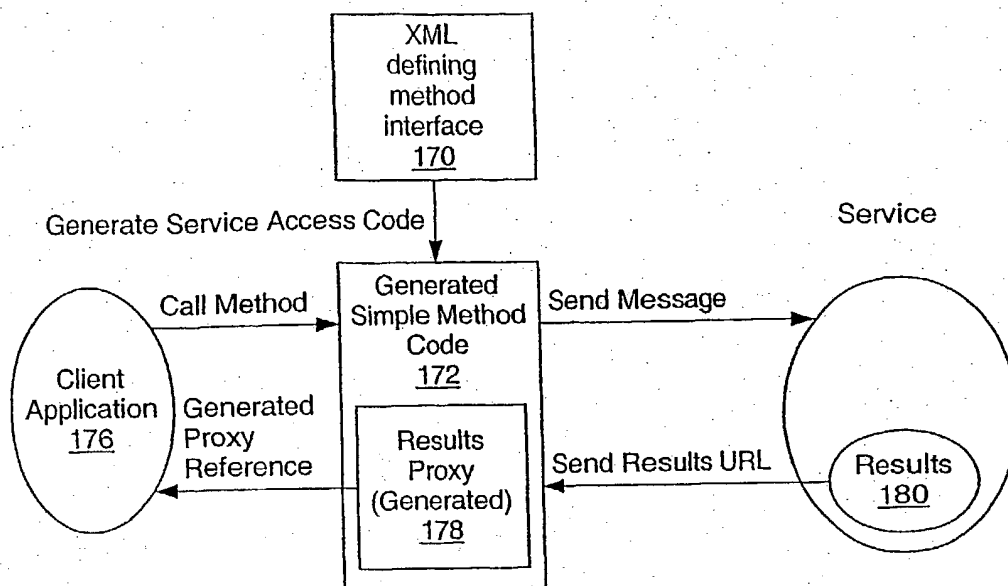 XML
defining
method
interface
170
Generate Service Access Code
Service
Call Method
Generated
Simple Method
Code
172
Send Message
Client
Application
176
Generated
Proxy
Reference
Results
Proxy
(Generated)
178
Send Results URL
Results
180